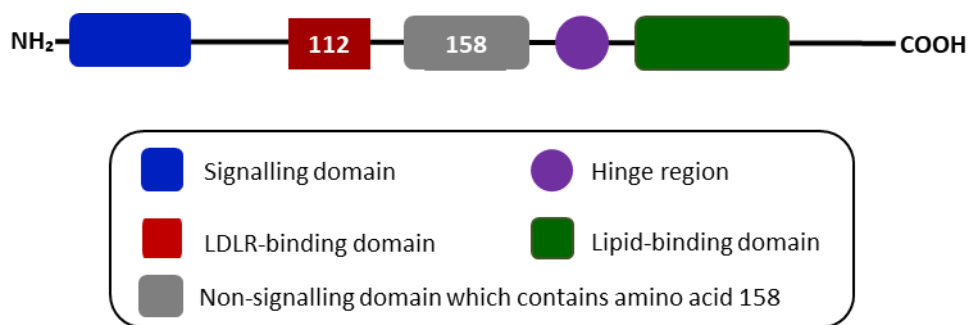 NH₂ 112 158 COOH
Signalling domain Hinge region
LDLR-binding domain Lipid-binding domain
Non-signalling domain which contains amino acid 158